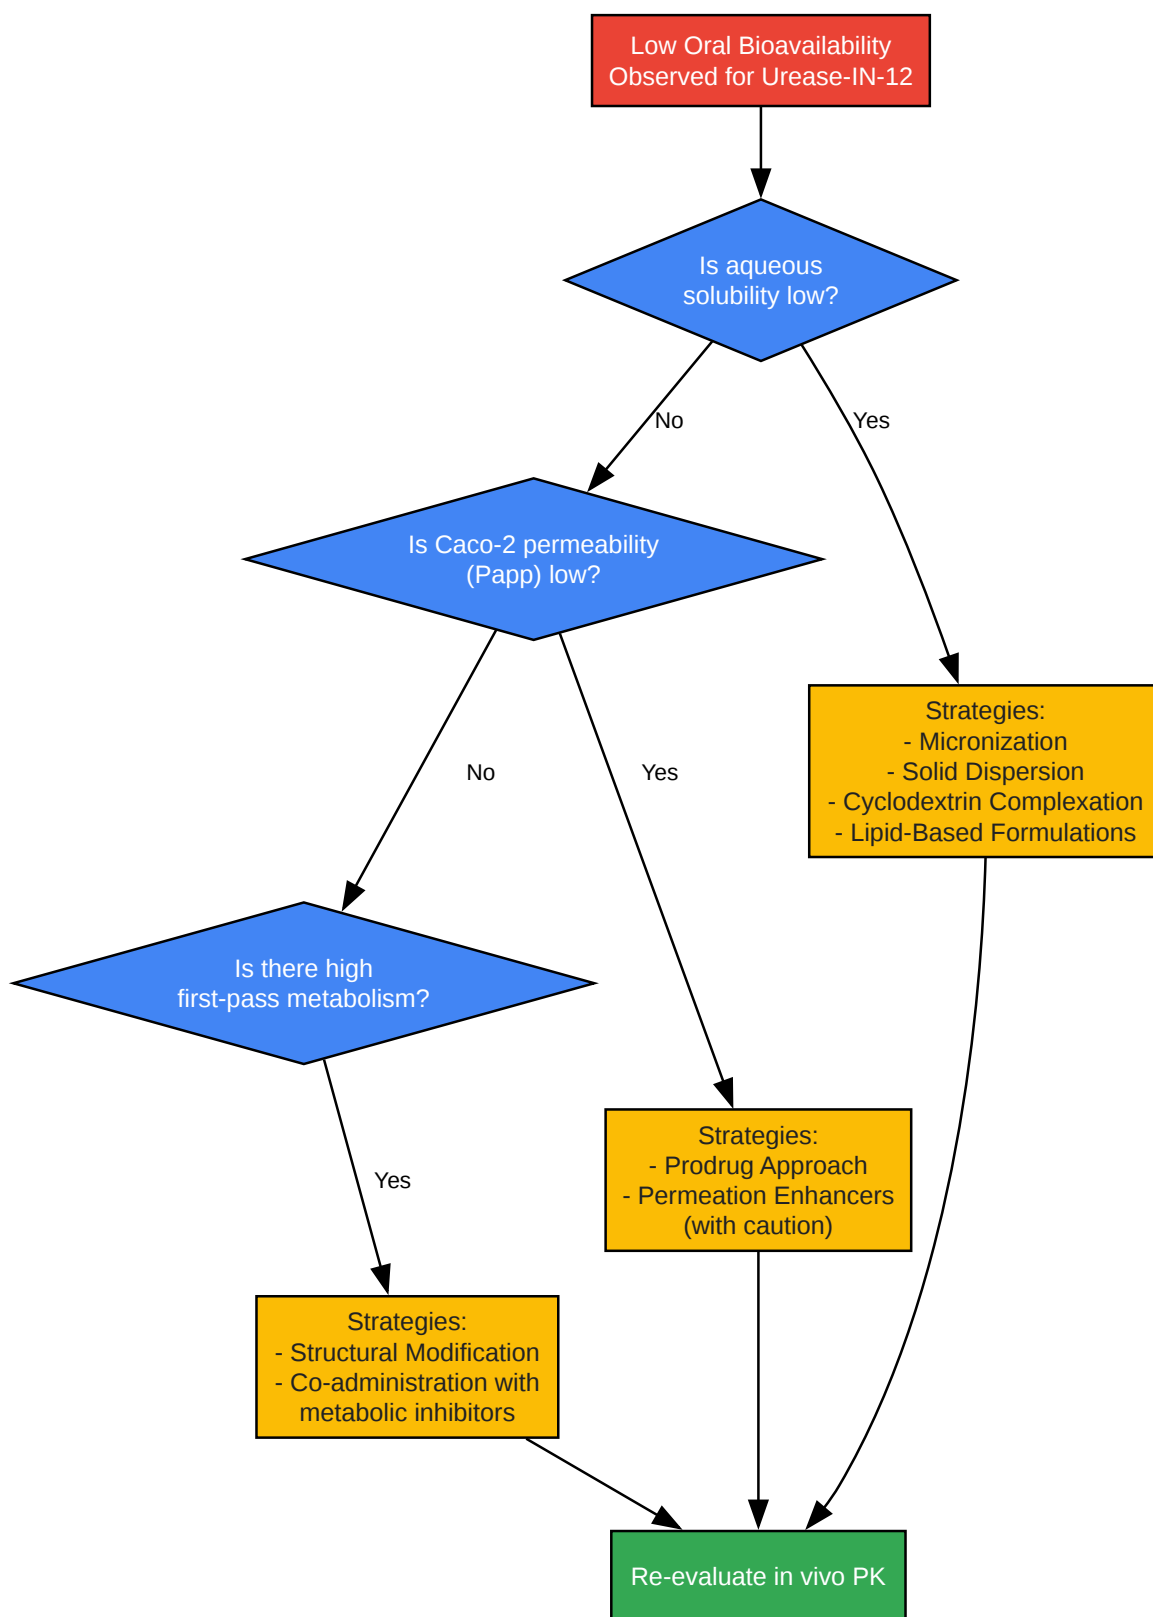 Low Oral Bioavailability
Observed for Urease-IN-12
Is aqueous
solubility low?
No
Yes
Is Caco-2 permeability
(Papp) low?
Strategies:
- Micronization
- Solid Dispersion
- Cyclodextrin Complexation
- Lipid-Based Formulations
No
Yes
Is there high
first-pass metabolism?
Strategies:
- Prodrug Approach
- Permeation Enhancers
(with caution)
Yes
Strategies:
- Structural Modification
- Co-administration with
metabolic inhibitors
Re-evaluate in vivo PK